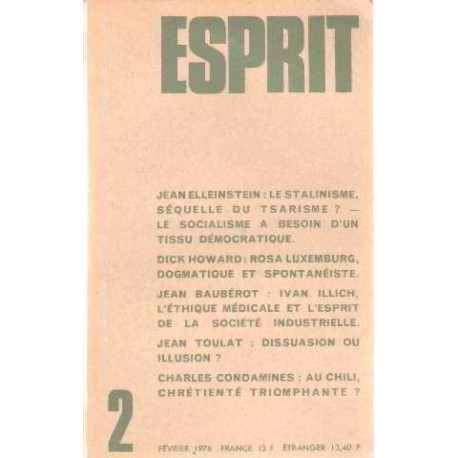 ESPRIT
JEAN ELLEINSTEIN : LE STALINISME,
SÉQUELLE DU TSARISME ? —
LE SOCIALISME A BESOIN D'UN
TISSU DÉMOCRATIQUE.
DICK HOWARD : ROSA LUXEMBURG,
DOGMATIQUE ET SPONTANÉISTE.
JEAN BAUBÉROT : IVAN ILLICH,
L'ÉTHIQUE MÉDICALE ET L'ESPRIT
DE LA SOCIÉTÉ INDUSTRIELLE.
JEAN TOULAT : DISSUASION OU
ILLUSION ?
CHARLES CONDAMINES : AU CHILI,
CHRÉTIENTÉ TRIOMPHANTE ?
2
FÉVRIER 1976 FRANCE 13 F ÉTRANGER 13,40 F